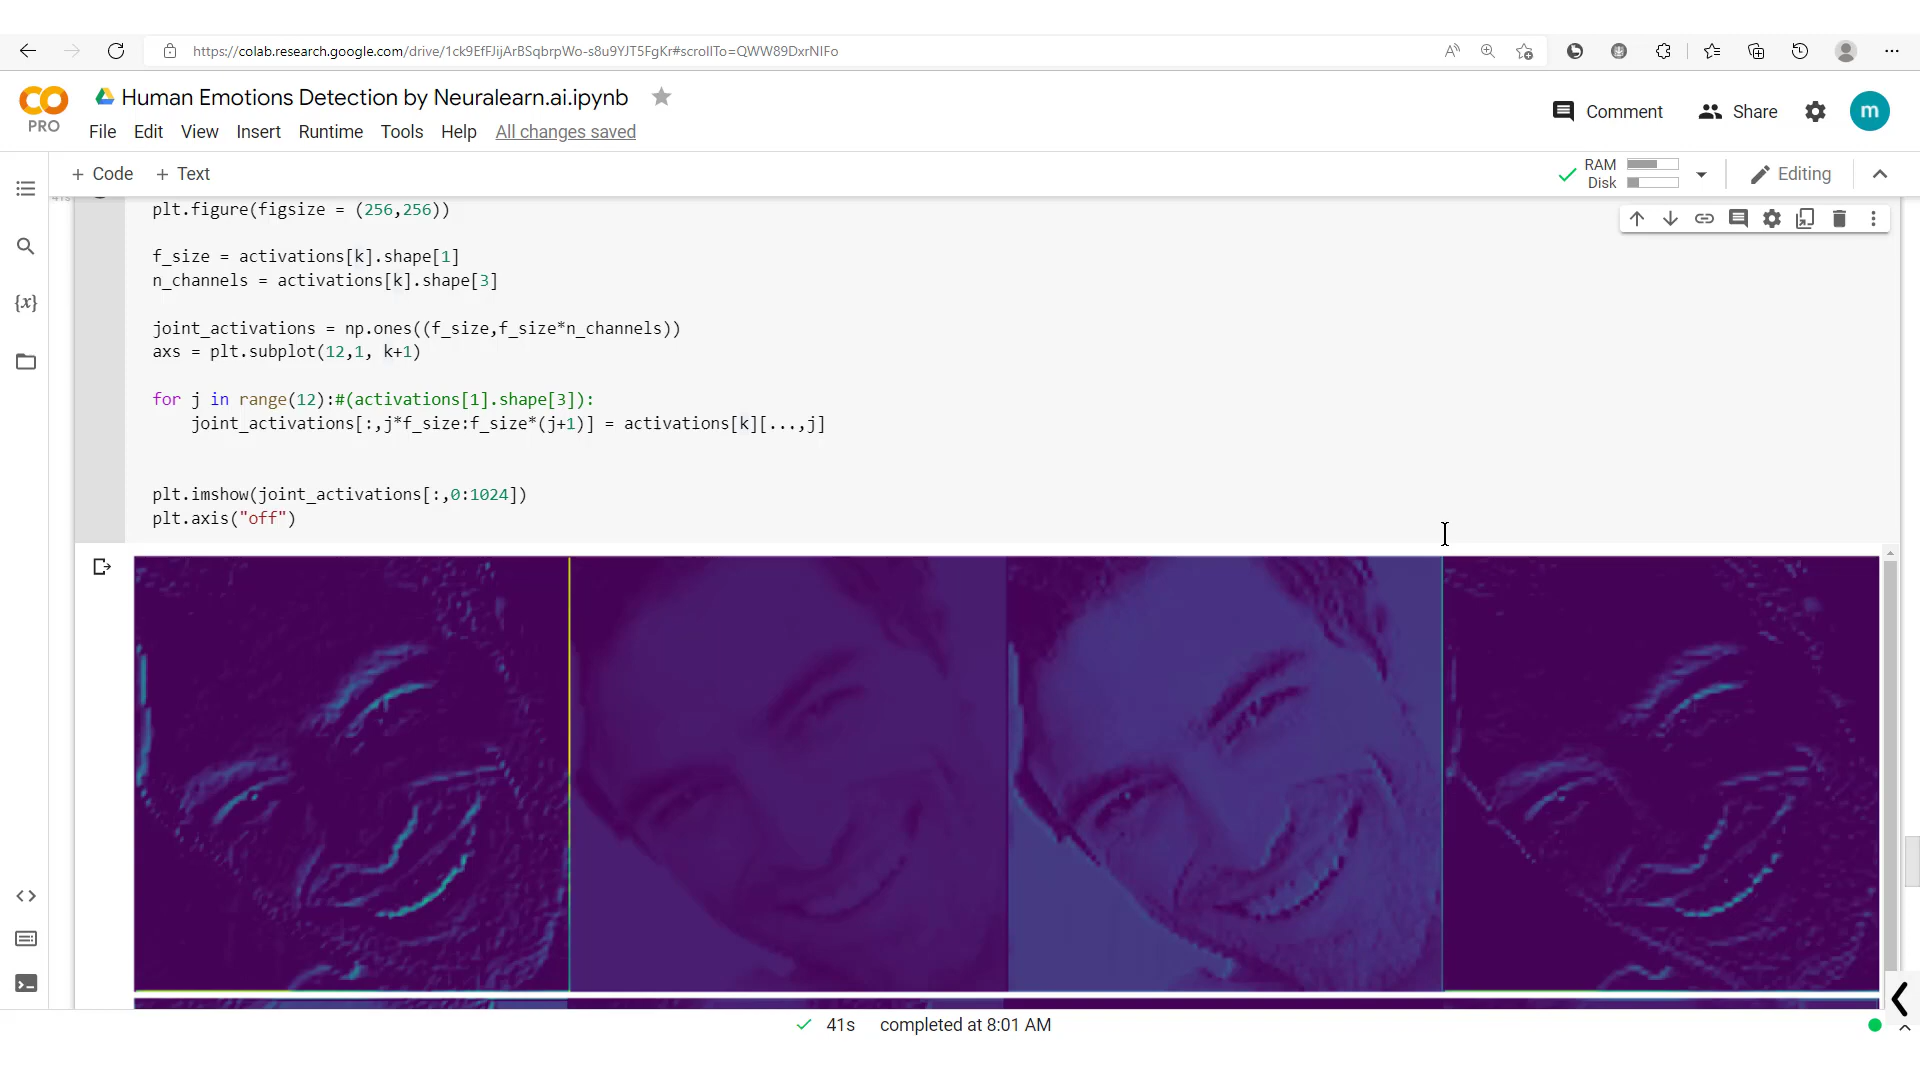 https://colab.research.google.com/drive/1ck9EfFJijArBSqbrpWo-s8u9YJT5FgKr#scrollTo=QWW89DxrNIFo
Human Emotions Detection by Neuralearn.ai.ipynb
PRO
File Edit View Insert Runtime Tools Help All changes saved
Comment Share m
+ Code + Text
RAM
Disk
Editing
41s
plt.figure(figsize = (256,256))
f_size = activations[k].shape[1]
n_channels = activations[k].shape[3]
joint_activations = np.ones((f_size,f_size*n_channels))
axs = plt.subplot(12,1, k+1)
for j in range(12):#(activations[1].shape[3]):
joint_activations[:,j*f_size:f_size*(j+1)] = activations[k][...,j]
plt.imshow(joint_activations[:,0:1024])
plt.axis("off")
{x}
41s completed at 8:01 AM